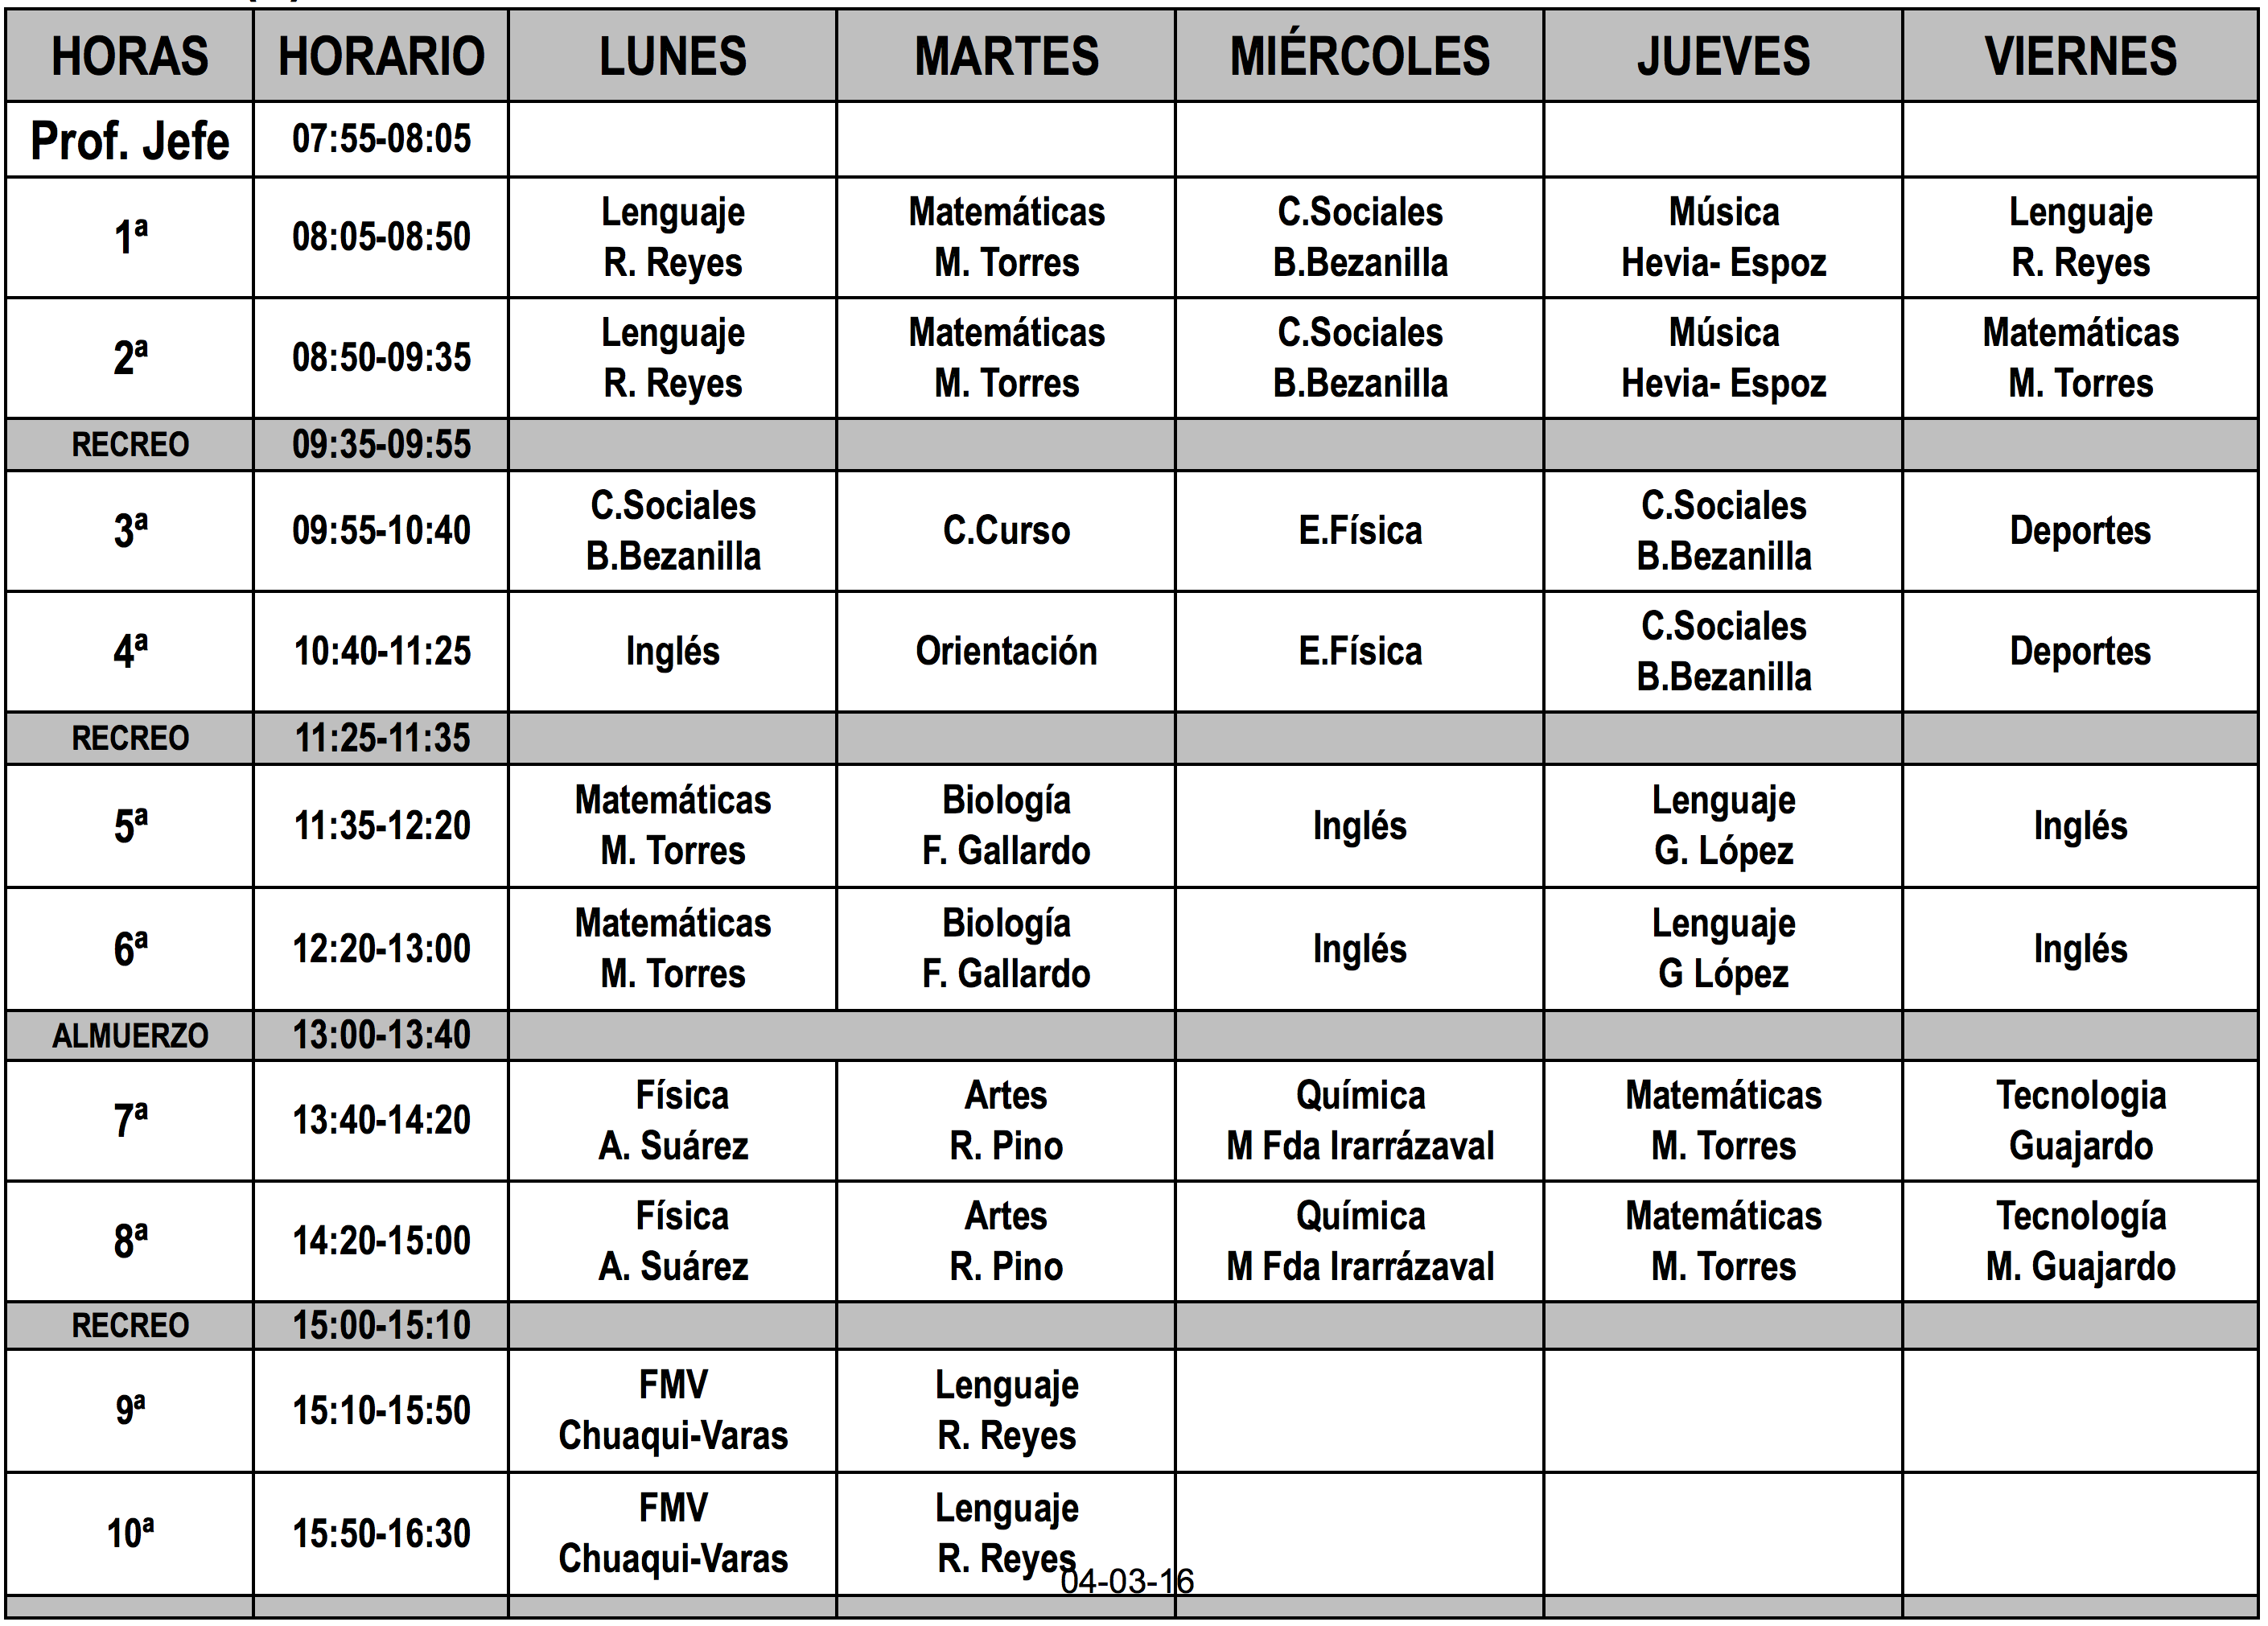 HORAS HORARIO LUNES MARTES MIÉRCOLES JUEVES VIERNES
Prof. Jefe 07:55-08:05
1ª 08:05-08:50 Lenguaje R. Reyes Matemáticas M. Torres C.Sociales B.Bezanilla Música Hevia- Espoz Lenguaje R. Reyes
2ª 08:50-09:35 Lenguaje R. Reyes Matemáticas M. Torres C.Sociales B.Bezanilla Música Hevia- Espoz Matemáticas M. Torres
RECREO 09:35-09:55
3ª 09:55-10:40 C.Sociales B.Bezanilla C.Curso E.Física C.Sociales B.Bezanilla Deportes
4ª 10:40-11:25 Inglés Orientación E.Física C.Sociales B.Bezanilla Deportes
RECREO 11:25-11:35
5ª 11:35-12:20 Matemáticas M. Torres Biología F. Gallardo Inglés Lenguaje G. López Inglés
6ª 12:20-13:00 Matemáticas M. Torres Biología F. Gallardo Inglés Lenguaje G López Inglés
ALMUERZO 13:00-13:40
7ª 13:40-14:20 Física A. Suárez Artes R. Pino Química M Fda Irarrázaval Matemáticas M. Torres Tecnologia Guajardo
8ª 14:20-15:00 Física A. Suárez Artes R. Pino Química M Fda Irarrázaval Matemáticas M. Torres Tecnología M. Guajardo
RECREO 15:00-15:10
9ª 15:10-15:50 FMV Chuaqui-Varas Lenguaje R. Reyes
10ª 15:50-16:30 FMV Chuaqui-Varas Lenguaje R. Reyes
04-03-16